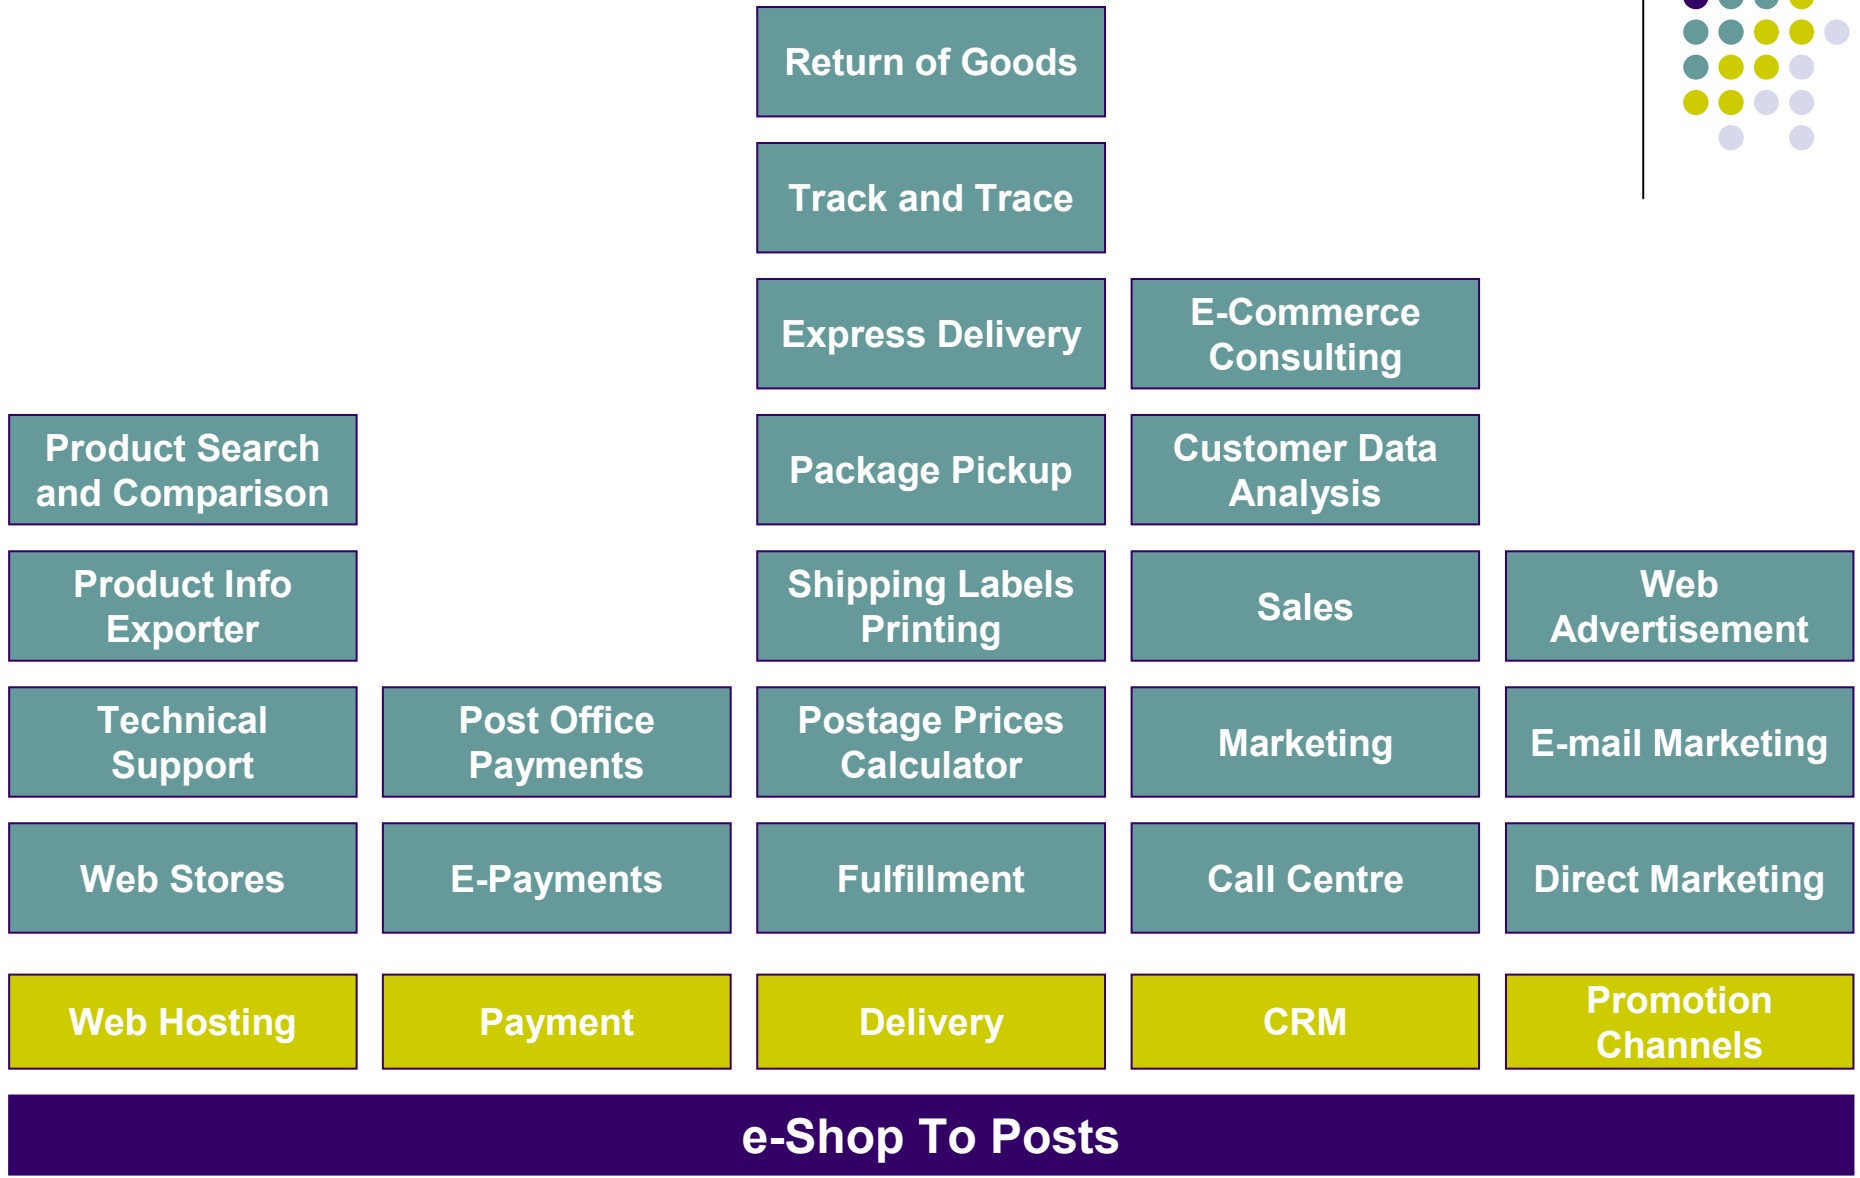 Return of Goods
Track and Trace
Express Delivery
E-Commerce
Consulting
Product Search
and Comparison
Package Pickup
Customer Data
Analysis
Product Info
Exporter
Shipping Labels
Printing
Sales
Web
Advertisement
Technical
Support
Post Office
Payments
Postage Prices
Calculator
Marketing
E-mail Marketing
Web Stores
E-Payments
Fulfillment
Call Centre
Direct Marketing
Web Hosting
Payment
Delivery
CRM
Promotion
Channels
e-Shop To Posts